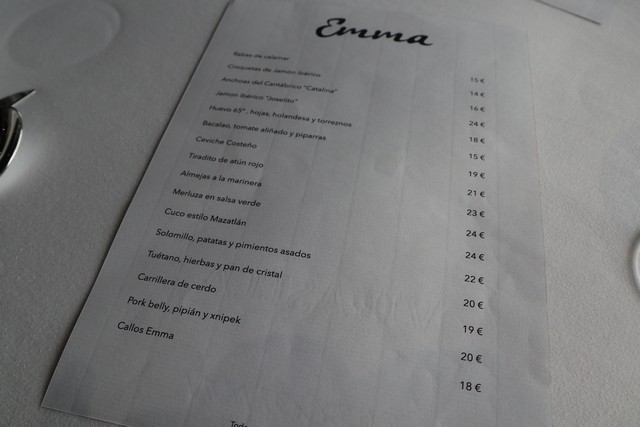 Emma
Rabas de calamar 15 €
Croquetas de Jamón Ibérico 14 €
Anchoas del Cantábrico "Catalina" 16 €
Jamon Ibérico "Joselito" 24 €
Huevo 65º , hojas, holandesa y torreznos 18 €
Bacalao, tomate aliñado y piparras 15 €
Ceviche Costeño 19 €
Tiradito de atún rojo 21 €
Almejas a la marinera 23 €
Merluza en salsa verde 24 €
Cuco estilo Mazatlán 24 €
Solomillo, patatas y pimientos asados 22 €
Tuétano, hierbas y pan de cristal 20 €
Carrillera de cerdo 19 €
Pork belly, pipián y xnipek 20 €
Callos Emma 18 €